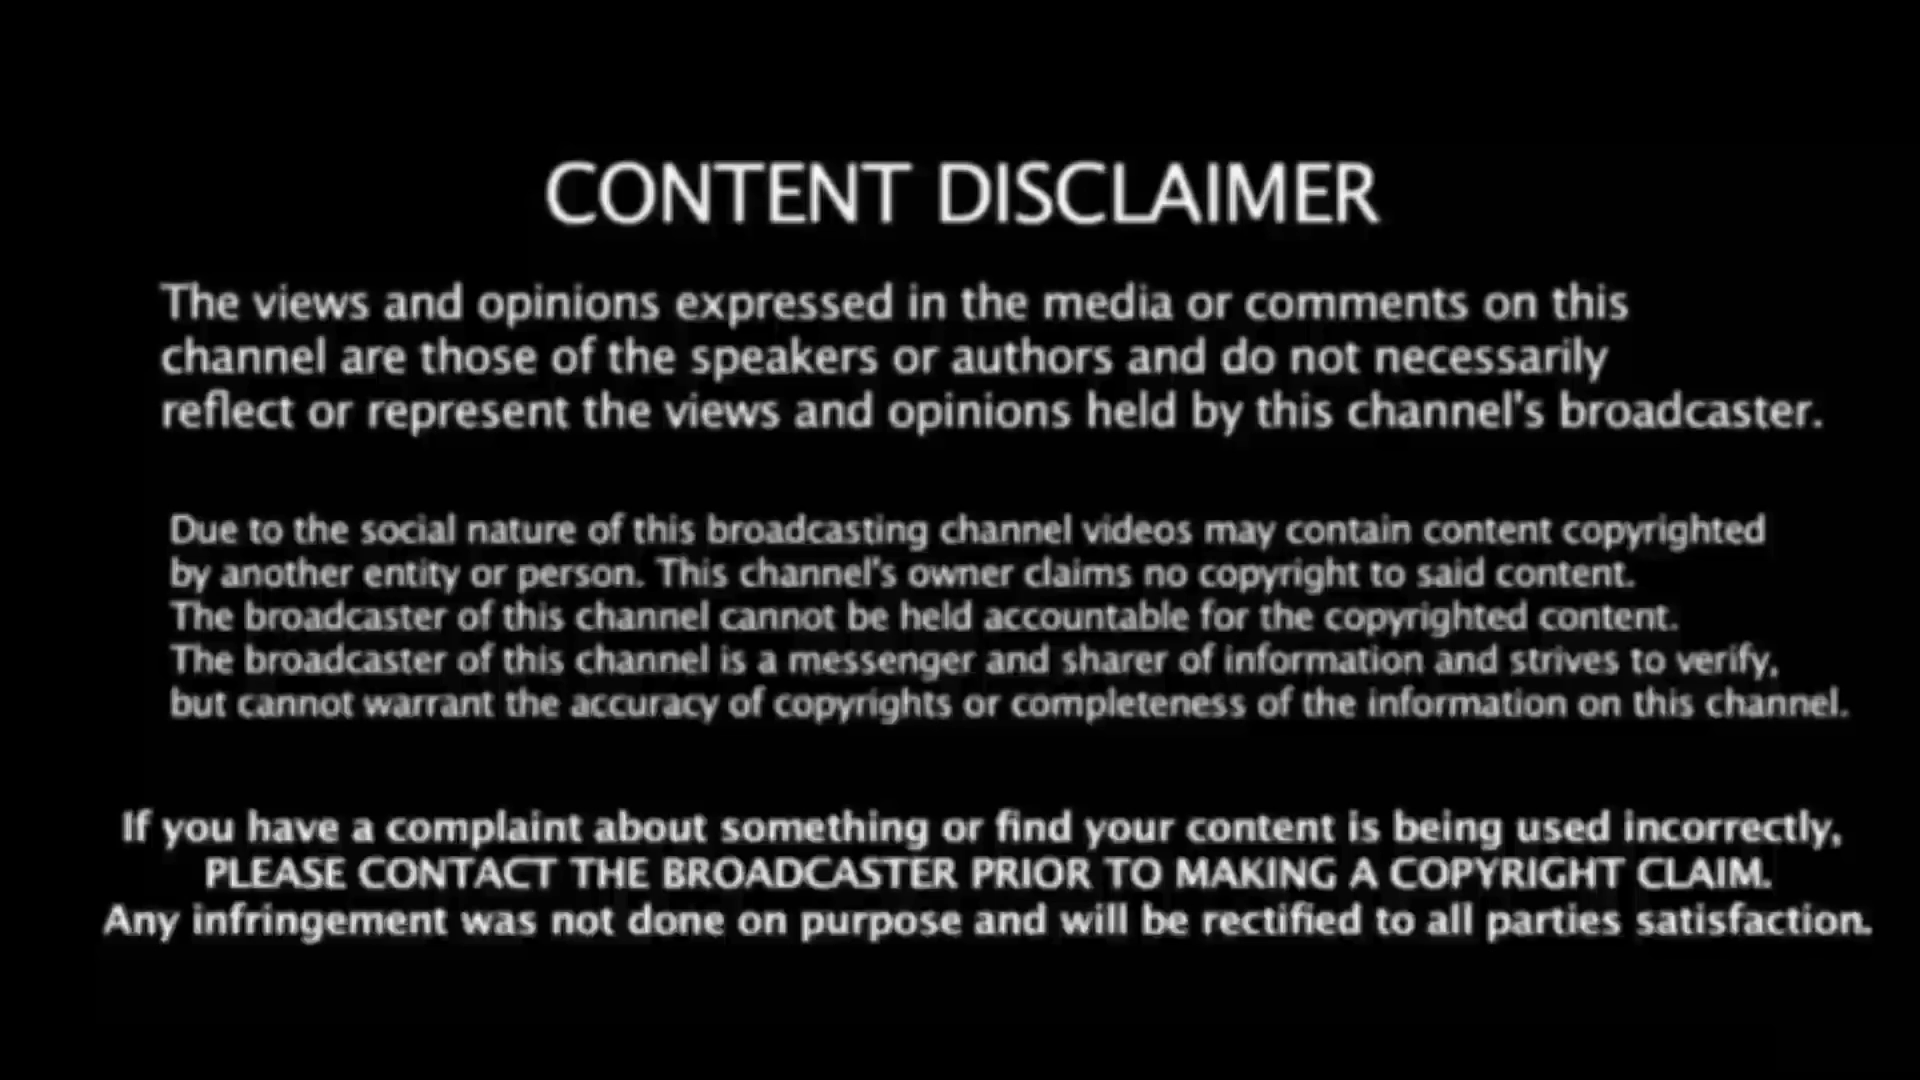 CONTENT DISCLAIMER
The views and opinions expressed in the media or comments on this
channel are those of the speakers or authors and do not necessarily
reflect or represent the views and opinions held by this channel's broadcaster.
Due to the social nature of this broadcasting channel videos may contain content copyrighted
by another entity or person. This channel's owner claims no copyright to said content.
The broadcaster of this channel cannot be held accountable for the copyrighted content.
The broadcaster of this channel is a messenger and sharer of information and strives to verify,
but cannot warrant the accuracy of copyrights or completeness of the information on this channel.
If you have a complaint about something or find your content is being used incorrectly,
PLEASE CONTACT THE BROADCASTER PRIOR TO MAKING A COPYRIGHT CLAIM.
Any infringement was not done on purpose and will be rectified to all parties satisfaction.